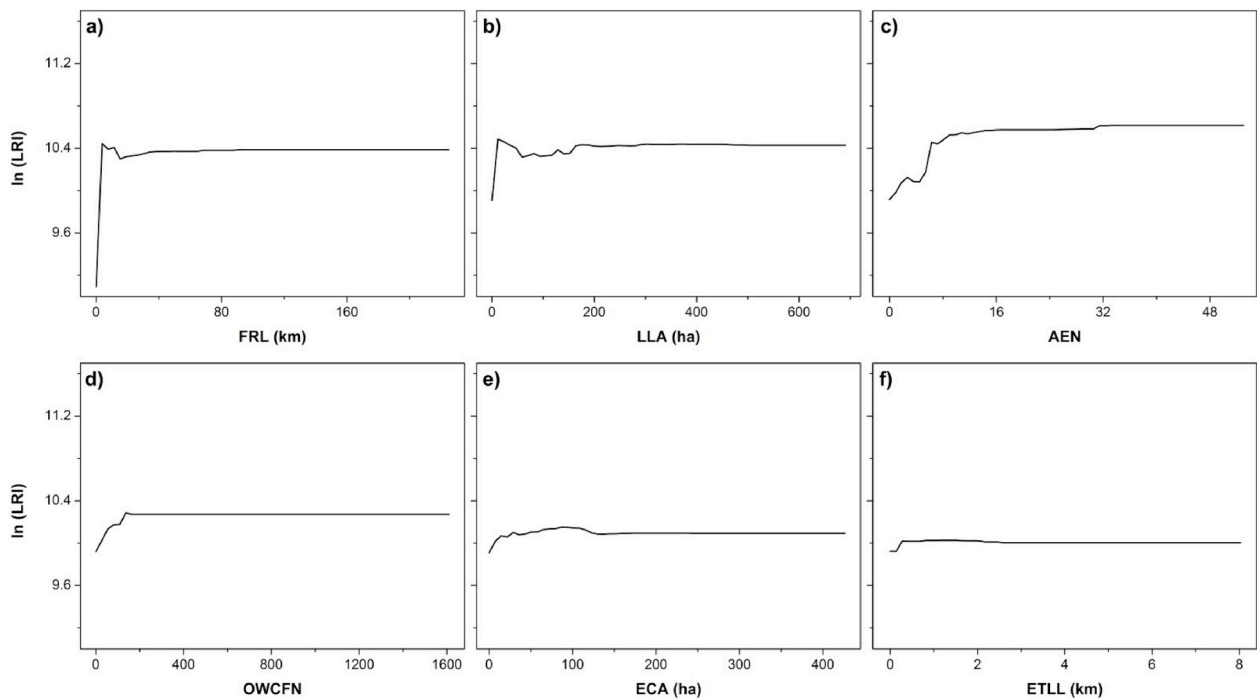 a)
b)
c)
11.2
10.4
9.6
ln (LRI)
0 40 80 120 160
FRL (km)
0 200 400 600
LLA (ha)
0 16 32 48
AEN
d)
e)
f)
11.2
10.4
9.6
ln (LRI)
0 400 800 1200 1600
OWCFN
0 100 200 300 400
ECA (ha)
0 2 4 6 8
ETLL (km)